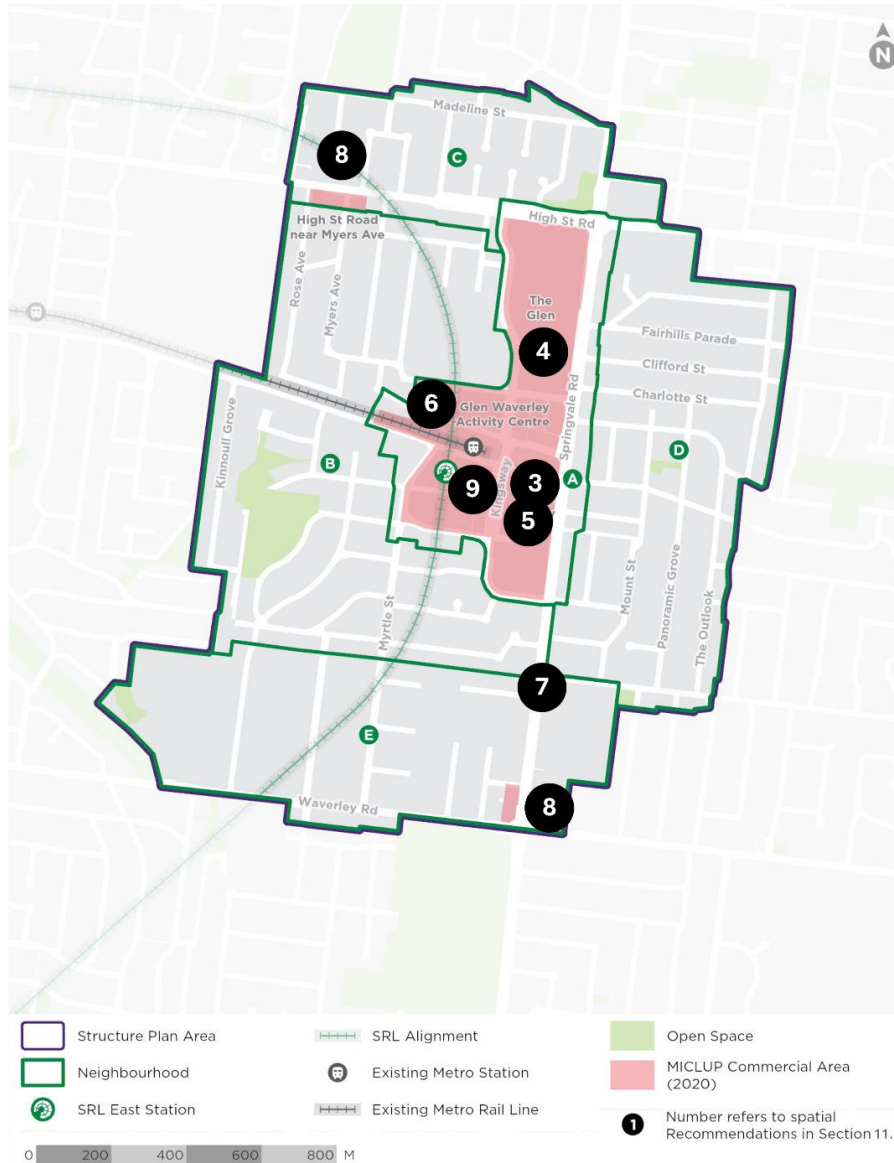 N
Madeline St
8
C
High St Road
near Myers Ave
High St Rd
Rose Ave
Myers Ave
The
Glen
4
Fairhills Parade
Clifford St
Charlotte St
Springvale Rd
6
Glen Waverley
Activity Centre
Kinnoull Grove
B
D
9
Kingsway
3
A
5
Mount St
Panoramic Grove
The Outlook
Myrtle St
7
E
Waverley Rd
8
Structure Plan Area
SRL Alignment
Open Space
Neighbourhood
Existing Metro Station
MICLUP Commercial Area
(2020)
SRL East Station
Existing Metro Rail Line
1
Number refers to spatial
Recommendations in Section 11.
0 200 400 600 800 M